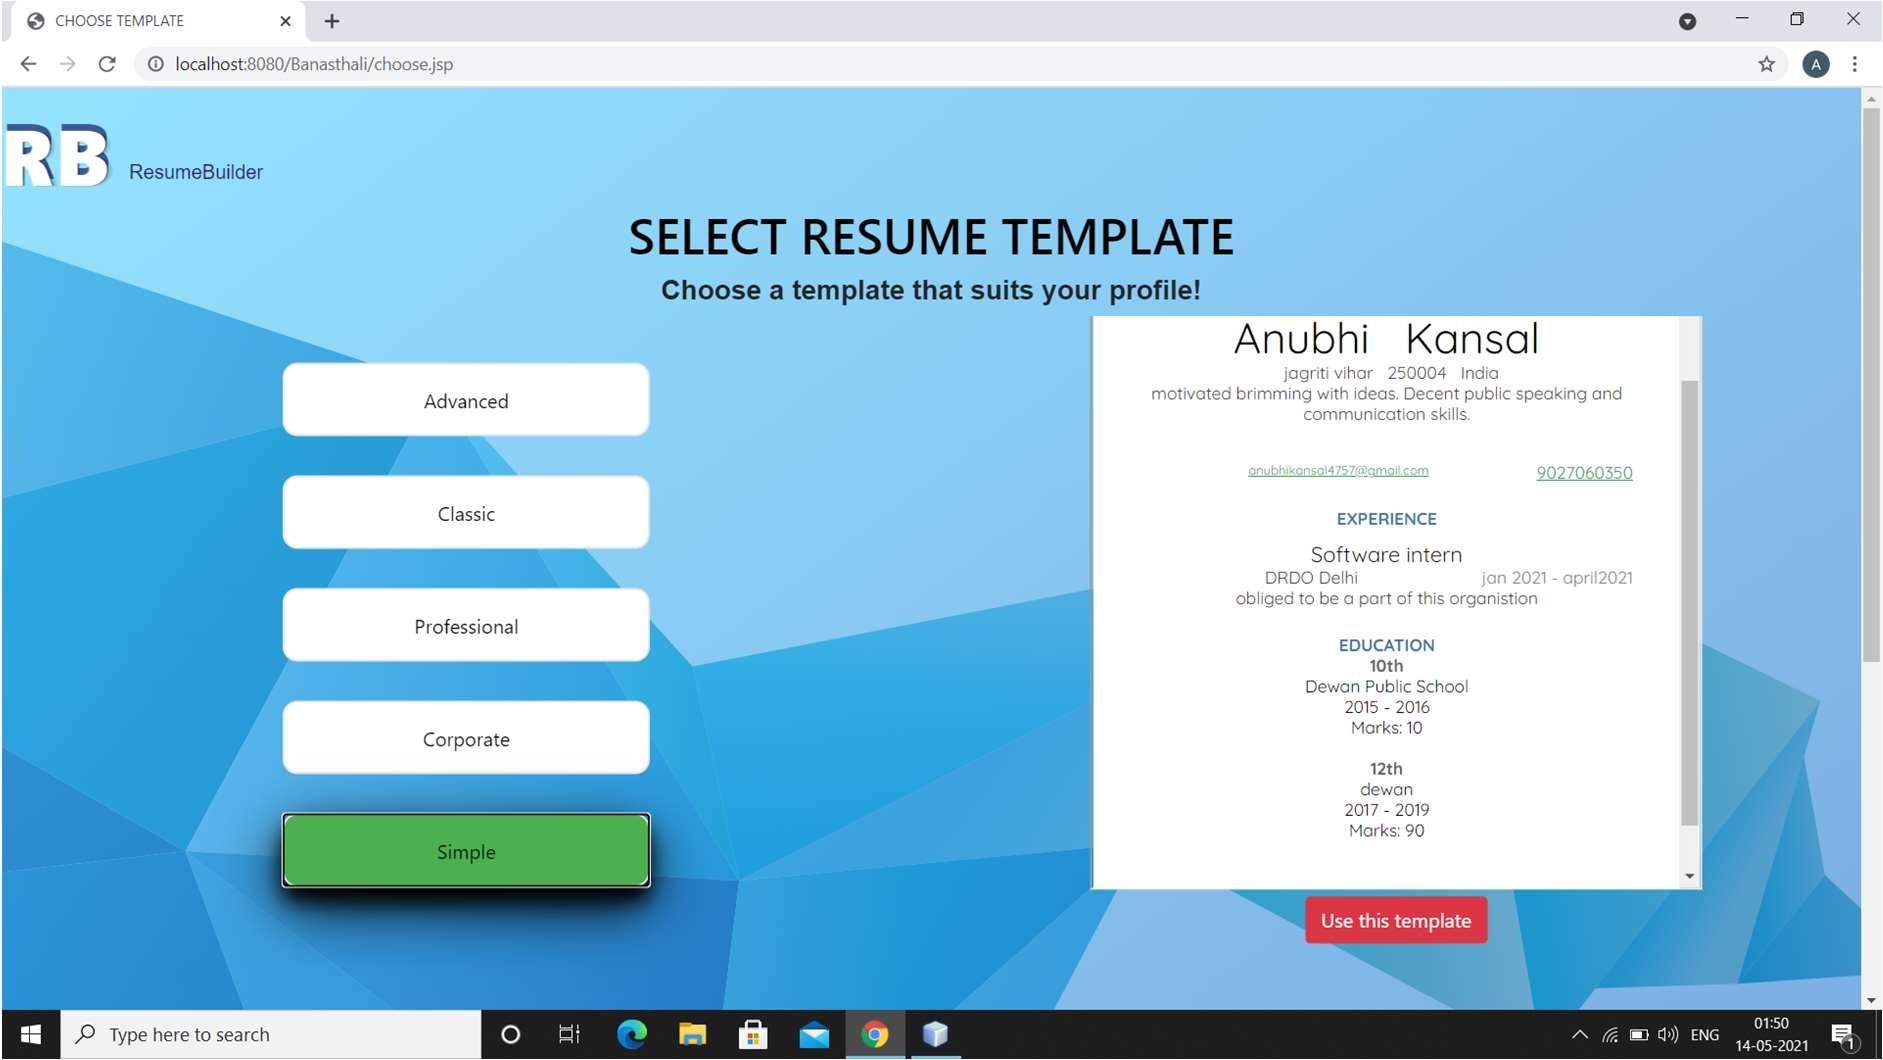 CHOOSE TEMPLATE
localhost:8080/Banasthali/choose.jsp
A
RB ResumeBuilder
SELECT RESUME TEMPLATE
Choose a template that suits your profile!
Advanced
Classic
Professional
Corporate
Simple
Anubhi Kansal
jagriti vihar 250004 India
motivated brimming with ideas. Decent public speaking and
communication skills.
anubhikansal4757@gmail.com 9027060350
EXPERIENCE
Software intern
DRDO Delhi jan 2021 - april2021
obliged to be a part of this organistion
EDUCATION
10th
Dewan Public School
2015 - 2016
Marks: 10
12th
dewan
2017 - 2019
Marks: 90
Use this template
Type here to search
ENG
01:50
14-05-2021
1